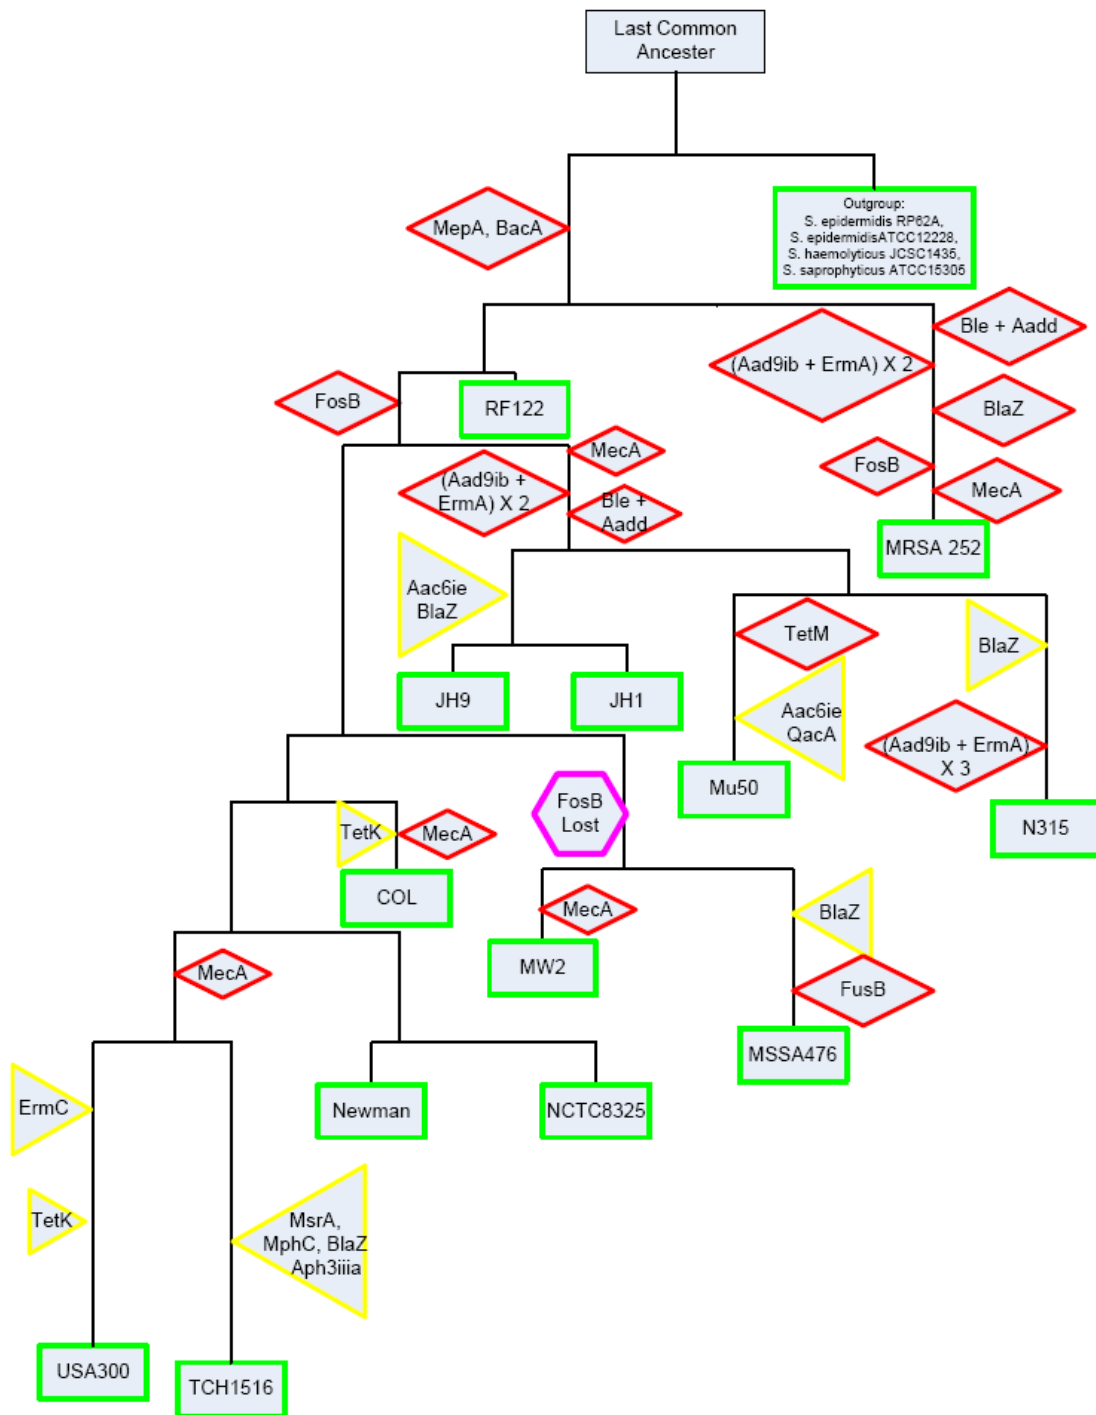 Last Common
Ancester
MepA, BacA
Outgroup:
S. epidermidis RP62A,
S. epidermidisATCC12228,
S. haemolyticus JCSC1435,
S. saprophyticus ATCC15305
Ble + Aadd
(Aad9ib + ErmA) X 2
FosB
RF122
BlaZ
MecA
FosB
(Aad9ib +
ErmA) X 2
MecA
Ble +
Aadd
MRSA 252
Aac6ie
BlaZ
TetM
BlaZ
JH9
JH1
Aac6ie
QacA
(Aad9ib + ErmA)
X 3
Mu50
FosB
Lost
N315
TetK
MecA
COL
MecA
BlaZ
MW2
MecA
FusB
MSSA476
ErmC
Newman
NCTC8325
TetK
MsrA,
MphC, BlaZ
Aph3iiia
USA300
TCH1516